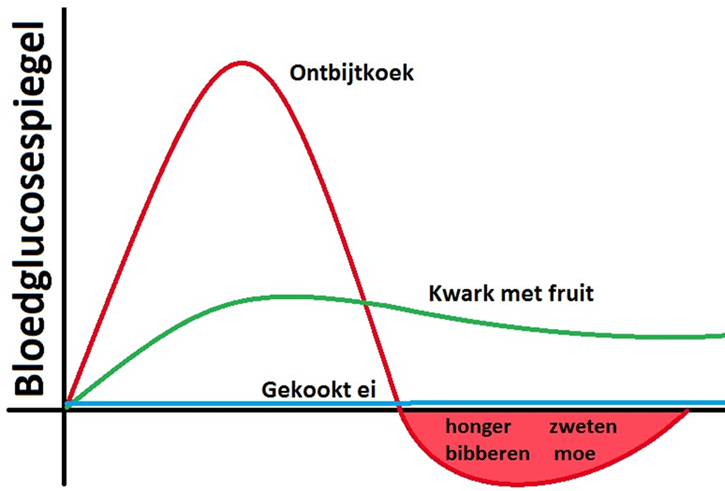 Bloedglucosespiegel
Ontbijtkoek
Kwark met fruit
Gekookt ei
honger zweten
bibberen moe